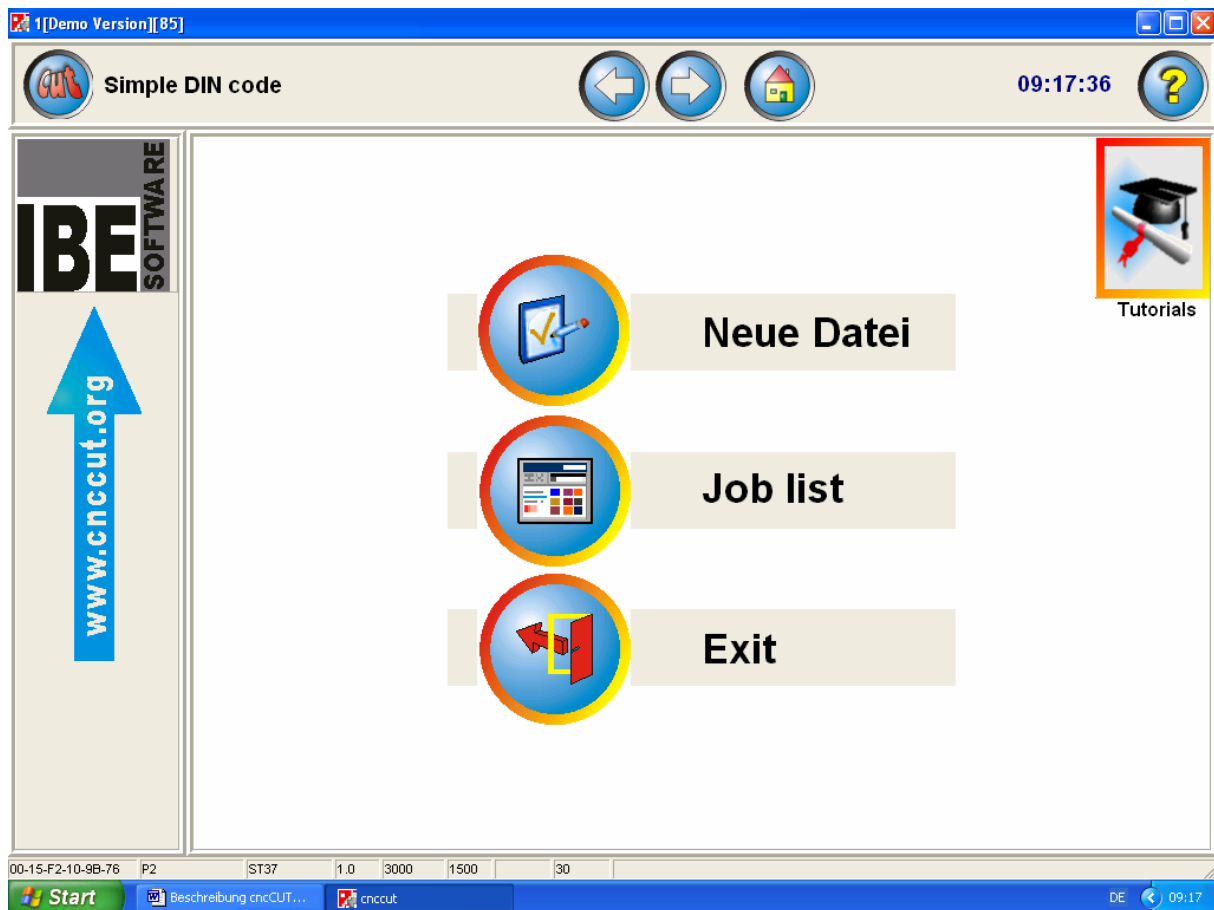 1[Demo Version][85]
cut
Simple DIN code
09:17:36
?
IBE
SOFTWARE
www.cnccut.org
Tutorials
Neue Datei
Job list
Exit
00-15-F2-10-9B-76 P2 ST37 1.0 3000 1500 30
Start Beschreibung cncCUT... cnccut DE 09:17